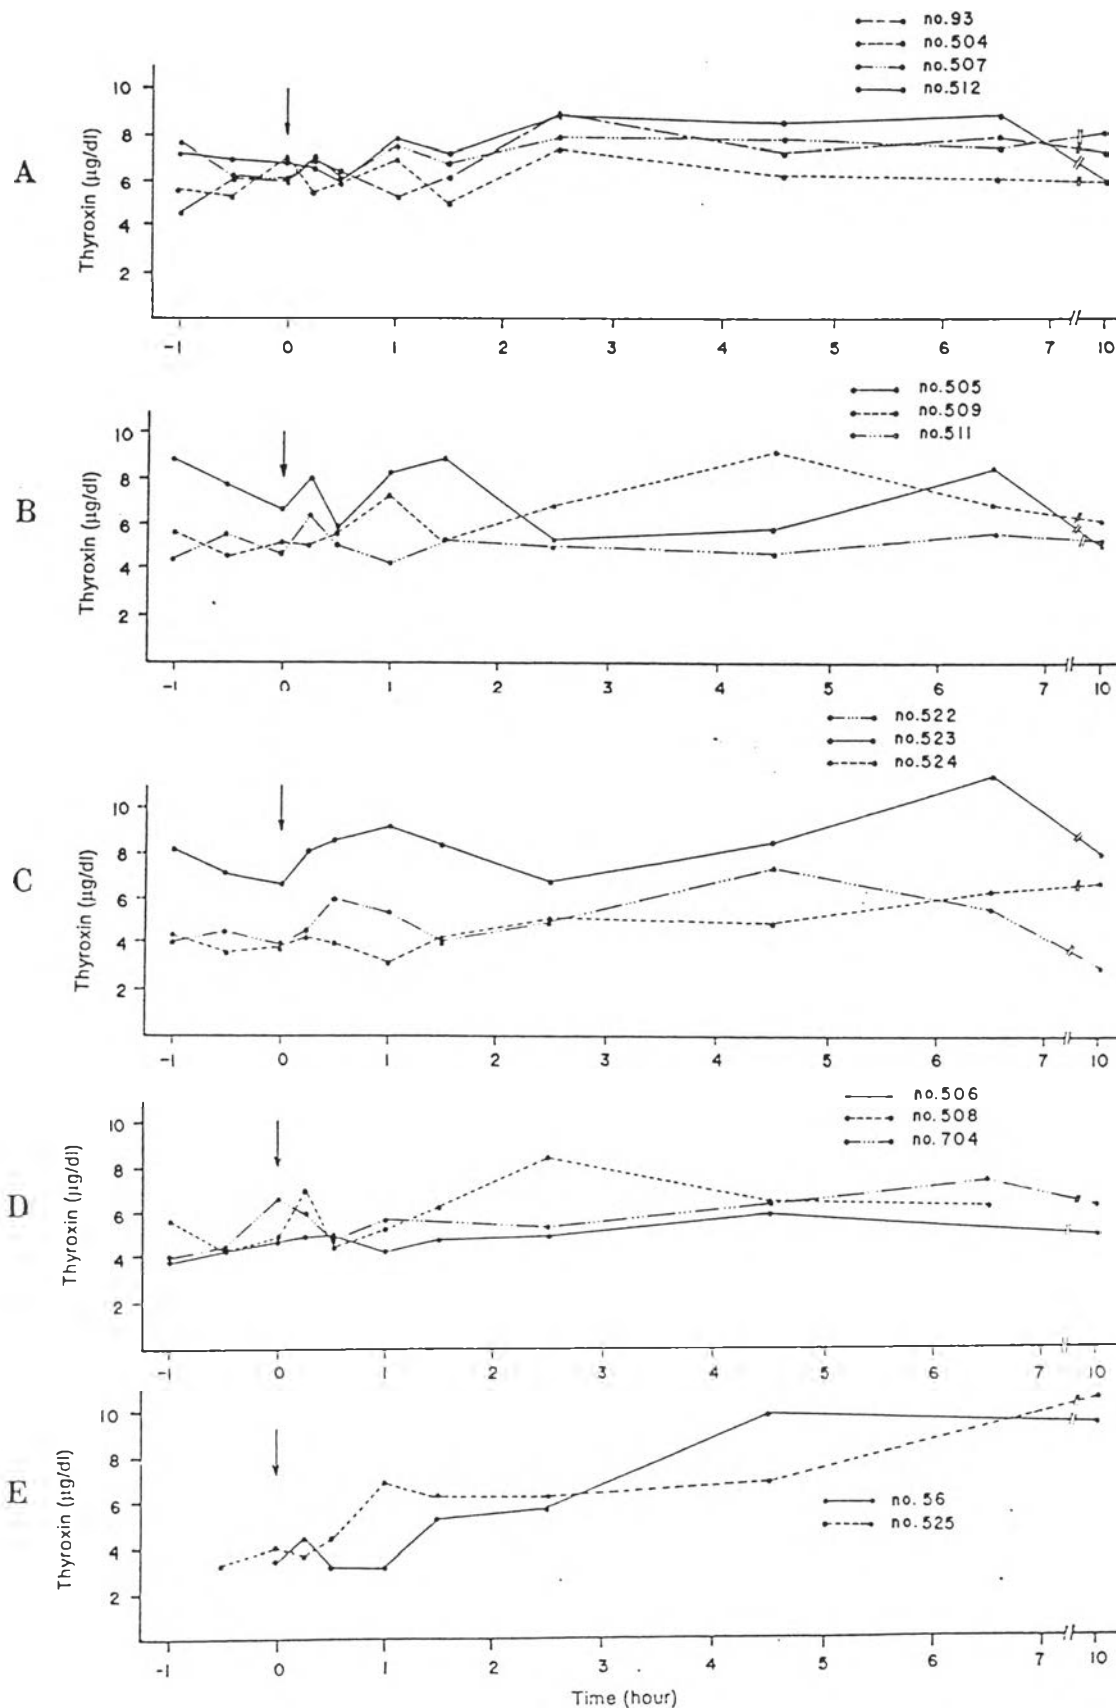 no.93
no.504
no.507
no.512
A
Thyroxin (µg/dl)
10
8
6
4
2
-1 0 1 2 3 4 5 6 7 10
no.505
no.509
no.511
B
Thyroxin (µg/dl)
10
8
6
4
2
-1 0 1 2 3 4 5 6 7 10
no.522
no.523
no.524
C
Thyroxin (µg/dl)
10
8
6
4
2
-1 0 1 2 3 4 5 6 7 10
no.506
no.508
no.704
D
Thyroxin (µg/dl)
10
8
6
4
2
-1 0 1 2 3 4 5 6 7 10
E
Thyroxin (µg/dl)
10
8
6
4
2
no.56
no.525
-1 0 1 2 3 4 5 6 7 10
Time (hour)